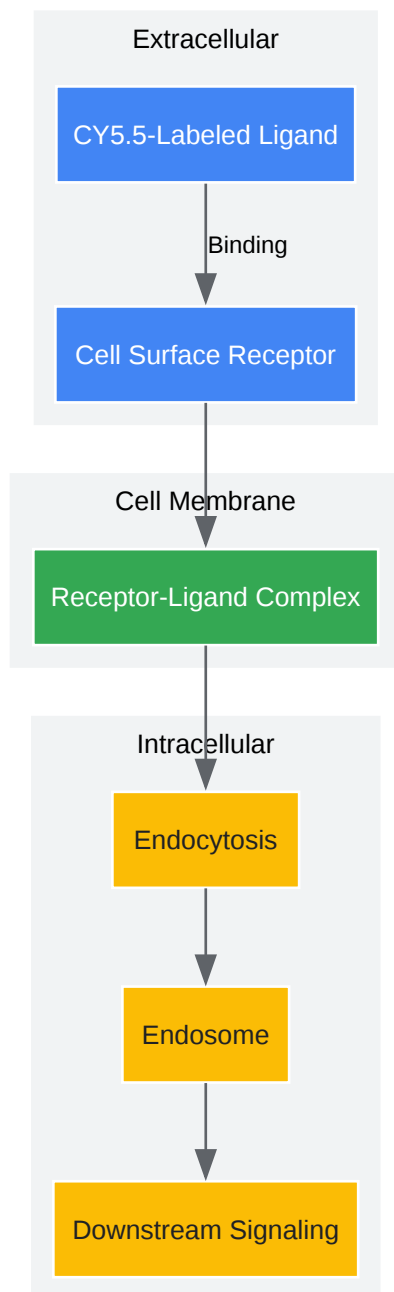 Extracellular
CY5.5-Labeled Ligand
Binding
Cell Surface Receptor
Cell Membrane
Receptor-Ligand Complex
Intracellular
Endocytosis
Endosome
Downstream Signaling